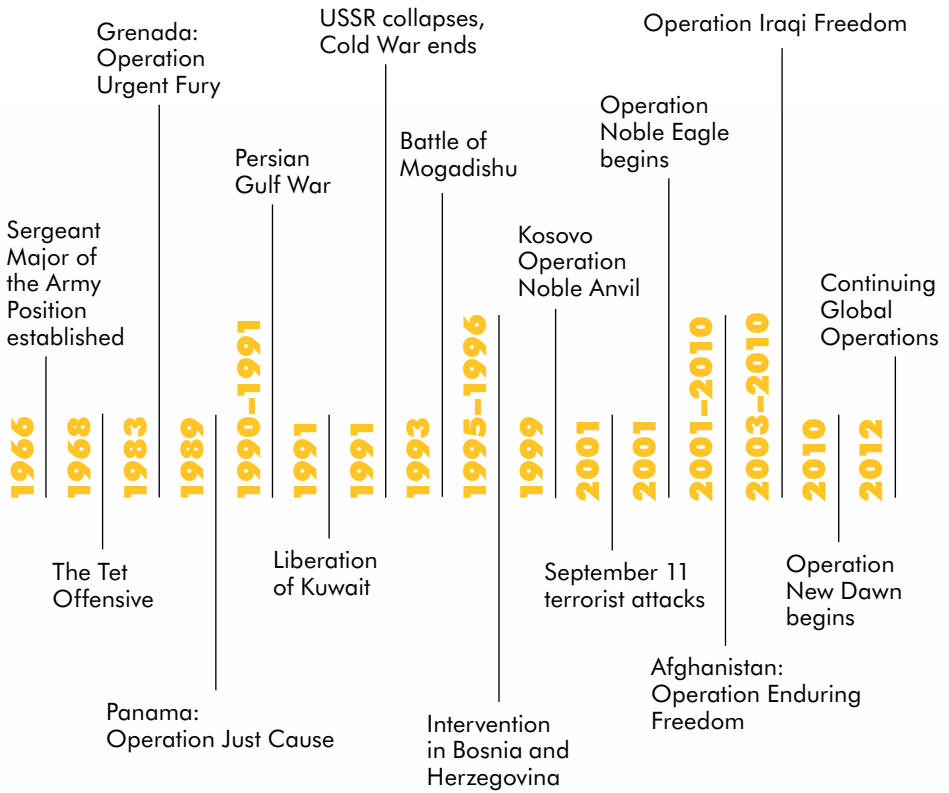 Grenada:
Operation
Urgent Fury
USSR collapses,
Cold War ends
Operation Iraqi Freedom
Persian
Gulf War
Battle of
Mogadishu
Operation
Noble Eagle
begins
Sergeant
Major of
the Army
Position
established
Kosovo
Operation
Noble Anvil
Continuing
Global
Operations
1966
1968
1983
1989
1990–1991
1991
1991
1993
1995–1996
1999
2001
2001
2001–2010
2003–2010
2010
2012
The Tet
Offensive
Liberation
of Kuwait
September 11
terrorist attacks
Operation
New Dawn
begins
Panama:
Operation Just Cause
Intervention
in Bosnia and
Herzegovina
Afghanistan:
Operation Enduring
Freedom